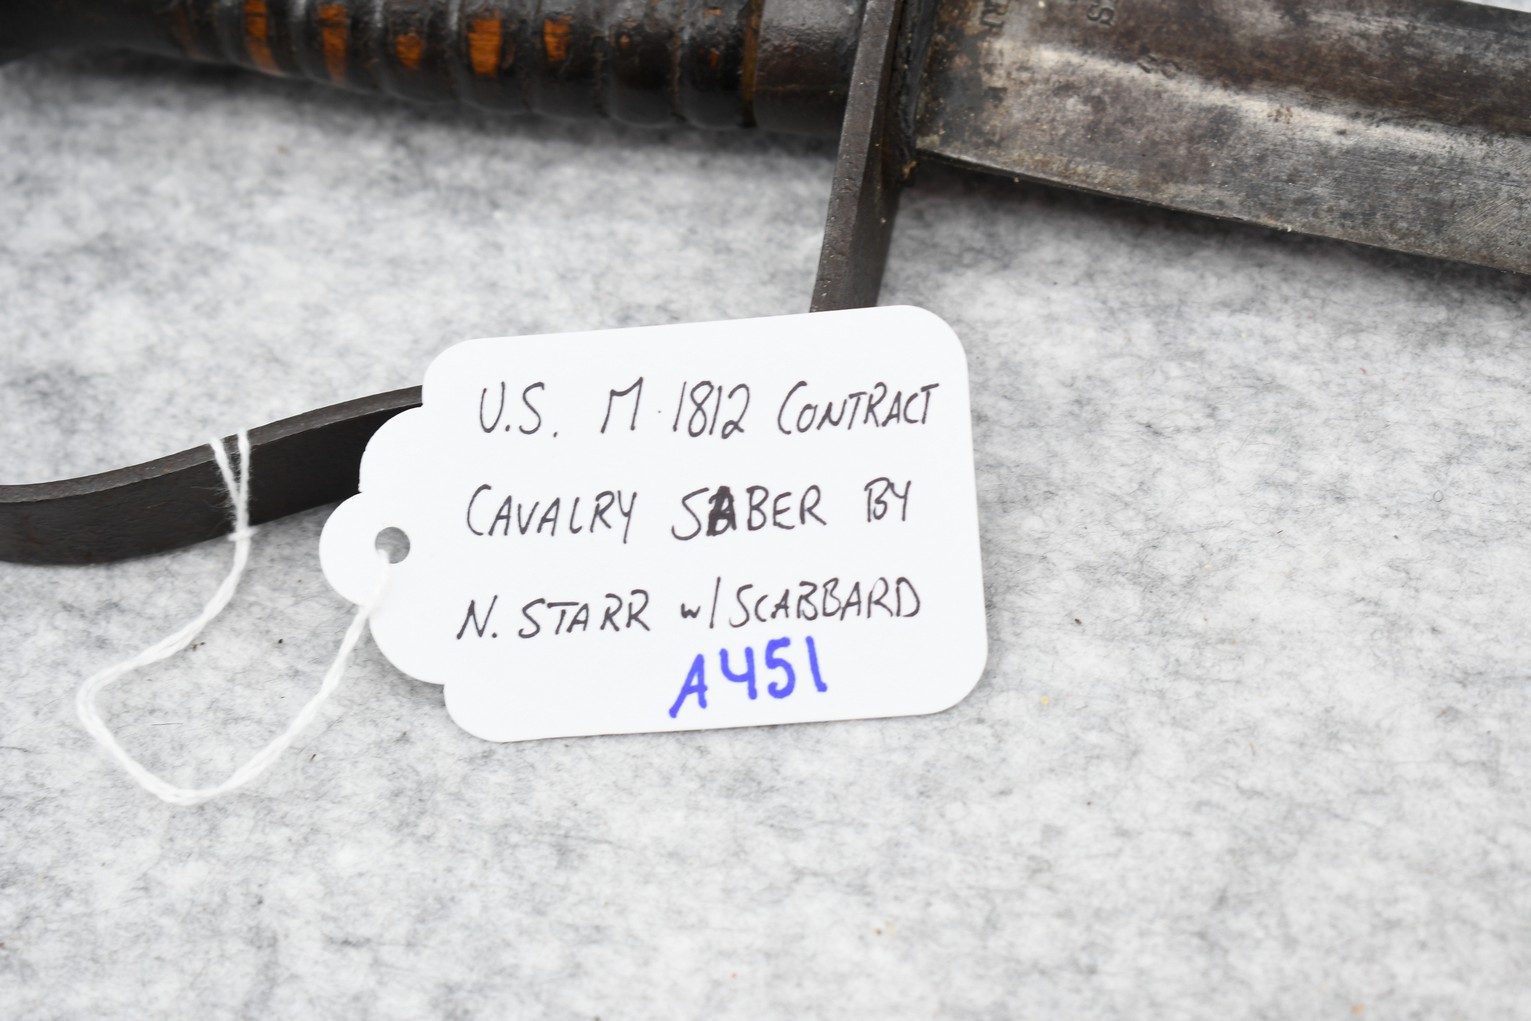 U.S. M 1812 CONTRACT
CAVALRY SABER BY
N. STARR w/SCABBARD
A451